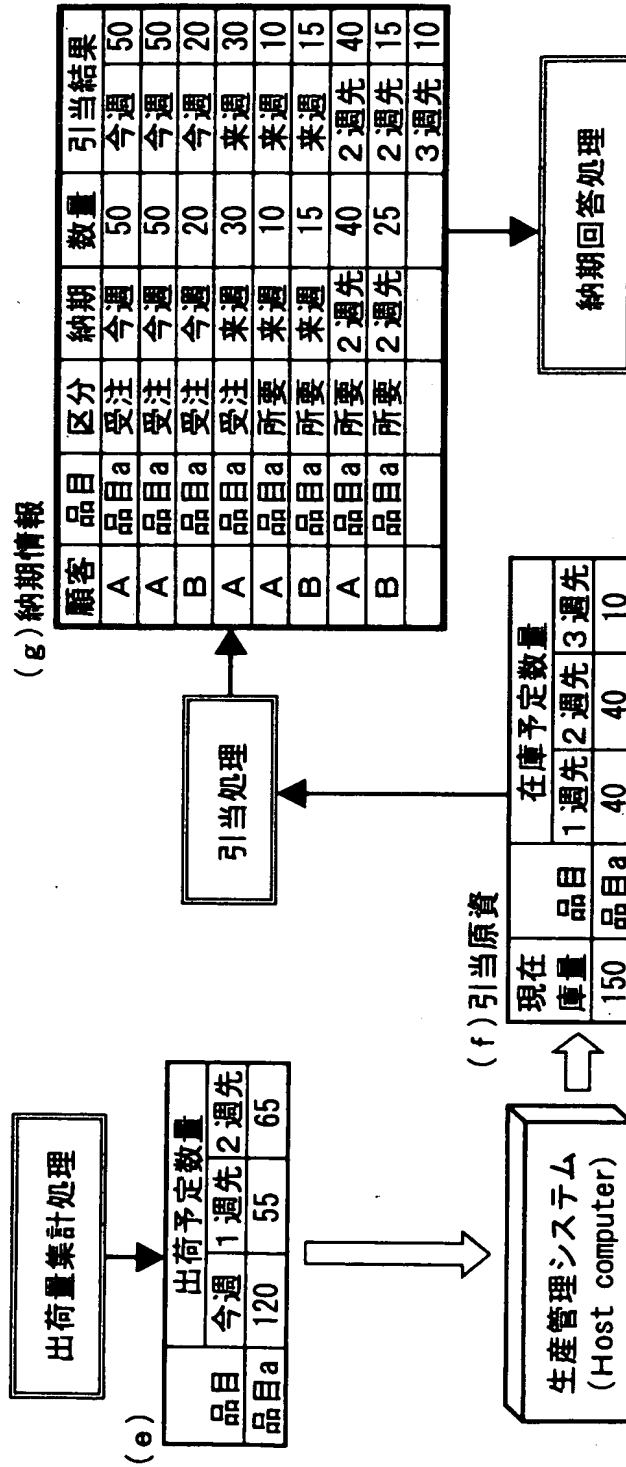 出荷量集計処理
(e)
品目 出荷予定数量
今週 1週先 2週先
品目a 120 55 65
生産管理システム
(Host computer)
(f)引当原資
現在庫量 品目 在庫予定数量
1週先 2週先 3週先
150 品目a 40 40 10
引当処理
(g)納期情報
顧客 品目 区分 納期 数量 引当結果
A 品目a 受注 今週 50 今週 50
A 品目a 受注 今週 50 今週 50
B 品目a 受注 今週 20 今週 20
A 品目a 受注 来週 30 来週 30
A 品目a 所要 来週 10 来週 10
B 品目a 所要 来週 15 来週 15
A 品目a 所要 2週先 40 2週先 40
B 品目a 所要 2週先 25 2週先 15
3週先 10
納期回答処理